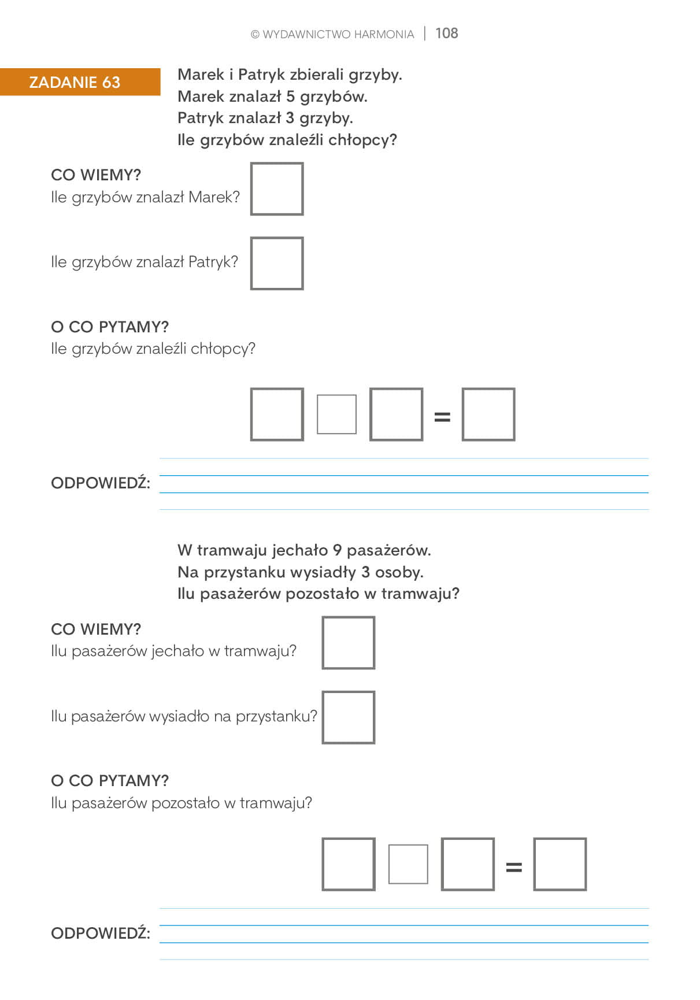 © WYDAWNICTWO HARMONIA | 108
ZADANIE 63
Marek i Patryk zbierali grzyby.
Marek znalazł 5 grzybów.
Patryk znalazł 3 grzyby.
Ile grzybów znaleźli chłopcy?
CO WIEMY?
Ile grzybów znalazł Marek?
Ile grzybów znalazł Patryk?
O CO PYTAMY?
Ile grzybów znaleźli chłopcy?
=
ODPOWIEDŹ:
W tramwaju jechało 9 pasażerów.
Na przystanku wysiadły 3 osoby.
Ilu pasażerów pozostało w tramwaju?
CO WIEMY?
Ilu pasażerów jechało w tramwaju?
Ilu pasażerów wysiadło na przystanku?
O CO PYTAMY?
Ilu pasażerów pozostało w tramwaju?
=
ODPOWIEDŹ: